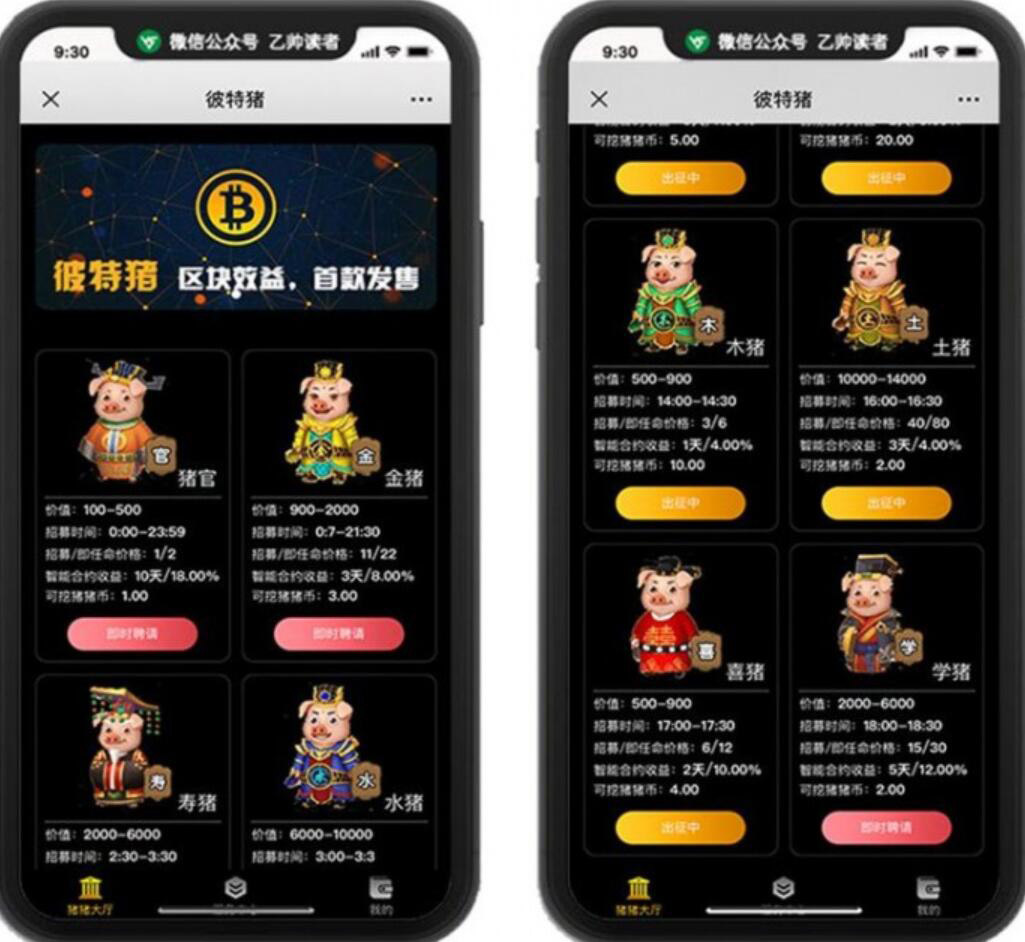 9:30
微信公众号 乙帅读者
彼特猪
彼特猪 区块效益，首款发售
官
猪官
价值：100-500
招募时间：0:00-23:59
招募/即任命价格：1/2
智能合约收益：10天/18.00%
可挖猪猪币：1.00
即时聘请
金
金猪
价值：900-2000
招募时间：0:7-21:30
招募/即任命价格：11/22
智能合约收益：3天/8.00%
可挖猪猪币：3.00
即时聘请
寿
寿猪
价值：2000-6000
招募时间：2:30-3:30
水
水猪
价值：6000-10000
招募时间：3:00-3:3
猪猪大厅
我的
9:30
微信公众号 乙帅读者
彼特猪
可挖猪猪币：5.00
出征中
可挖猪猪币：20.00
出征中
木
木猪
价值：500-900
招募时间：14:00-14:30
招募/即任命价格：3/6
智能合约收益：1天/4.00%
可挖猪猪币：10.00
出征中
土
土猪
价值：10000-14000
招募时间：16:00-16:30
招募/即任命价格：40/80
智能合约收益：3天/4.00%
可挖猪猪币：2.00
出征中
喜
喜猪
价值：500-900
招募时间：17:00-17:30
招募/即任命价格：6/12
智能合约收益：2天/10.00%
可挖猪猪币：4.00
出征中
学
学猪
价值：2000-6000
招募时间：18:00-18:30
招募/即任命价格：15/30
智能合约收益：5天/12.00%
可挖猪猪币：2.00
即时聘请
猪猪大厅
我的